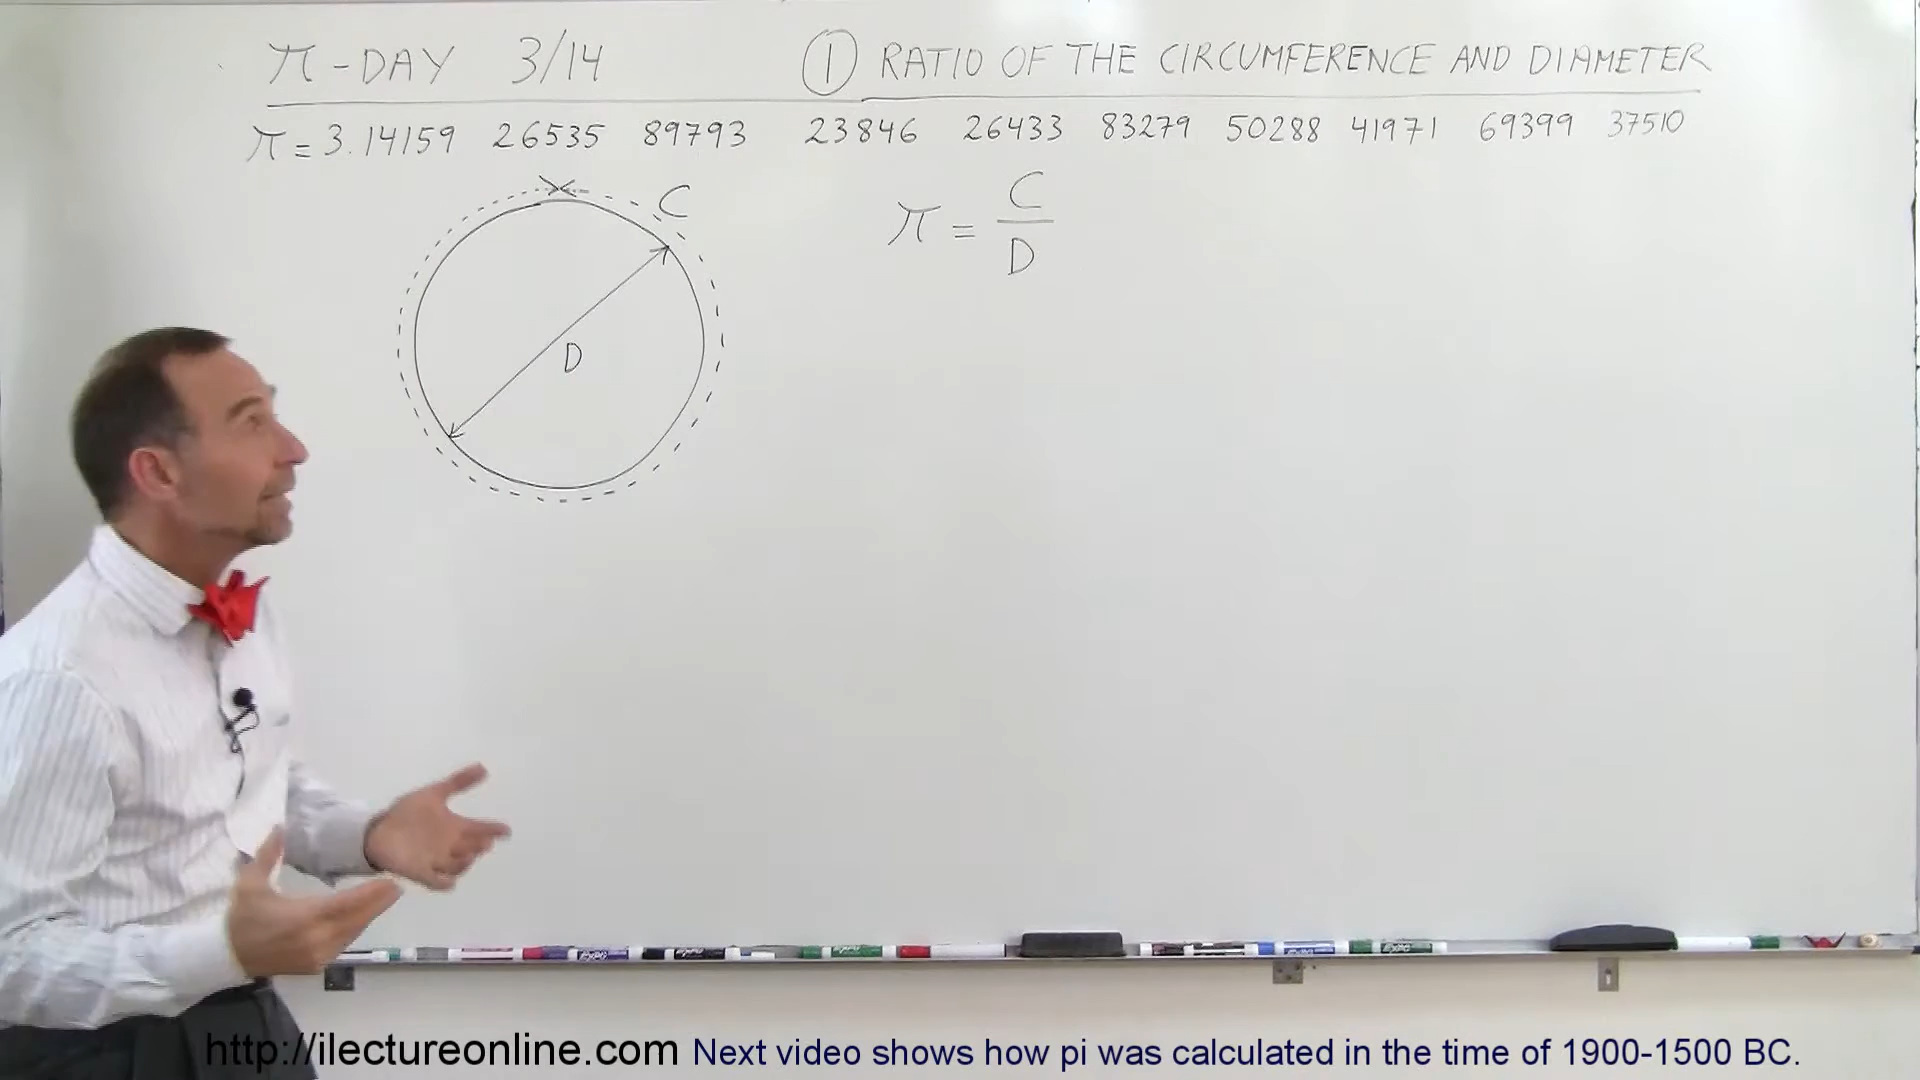 π-DAY 3/14 ① RATIO OF THE CIRCUMFERENCE AND DIAMETER
π = 3.14159 26535 89793 23846 26433 83279 50288 41971 69399 37510
C
π = C/D
D
http://ilectureonline.com Next video shows how pi was calculated in the time of 1900-1500 BC.